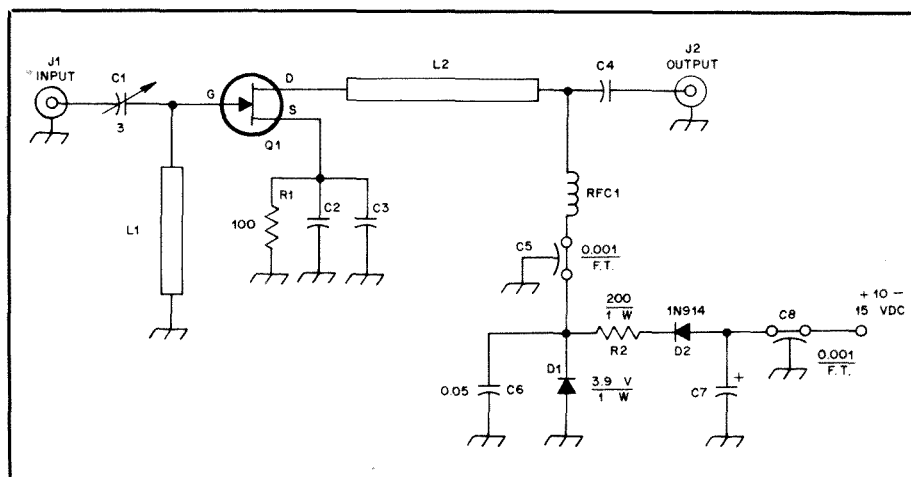 J1
INPUT
C1
3
G
D
S
Q1
L2
C4
J2
OUTPUT
L1
R1
100
C2
C3
RFC1
C5
0.001
F.T.
200
1 W
R2
1N914
D2
C8
0.001
F.T.
+ 10 -
15 VDC
0.05
C6
D1
3.9 V
1 W
C7
+